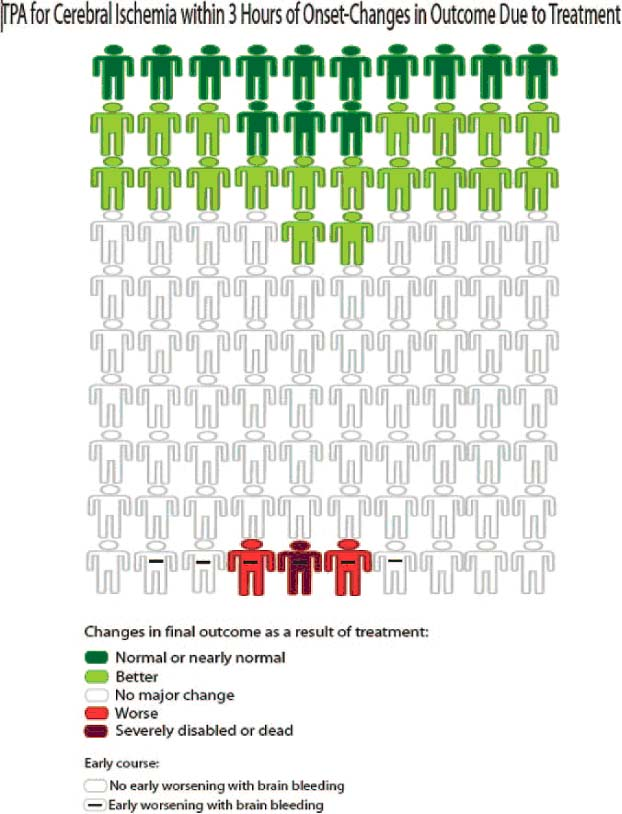 TPA for Cerebral Ischemia within 3 Hours of Onset-Changes in Outcome Due to Treatment
Changes in final outcome as a result of treatment:
Normal or nearly normal
Better
No major change
Worse
Severely disabled or dead
Early course:
No early worsening with brain bleeding
Early worsening with brain bleeding